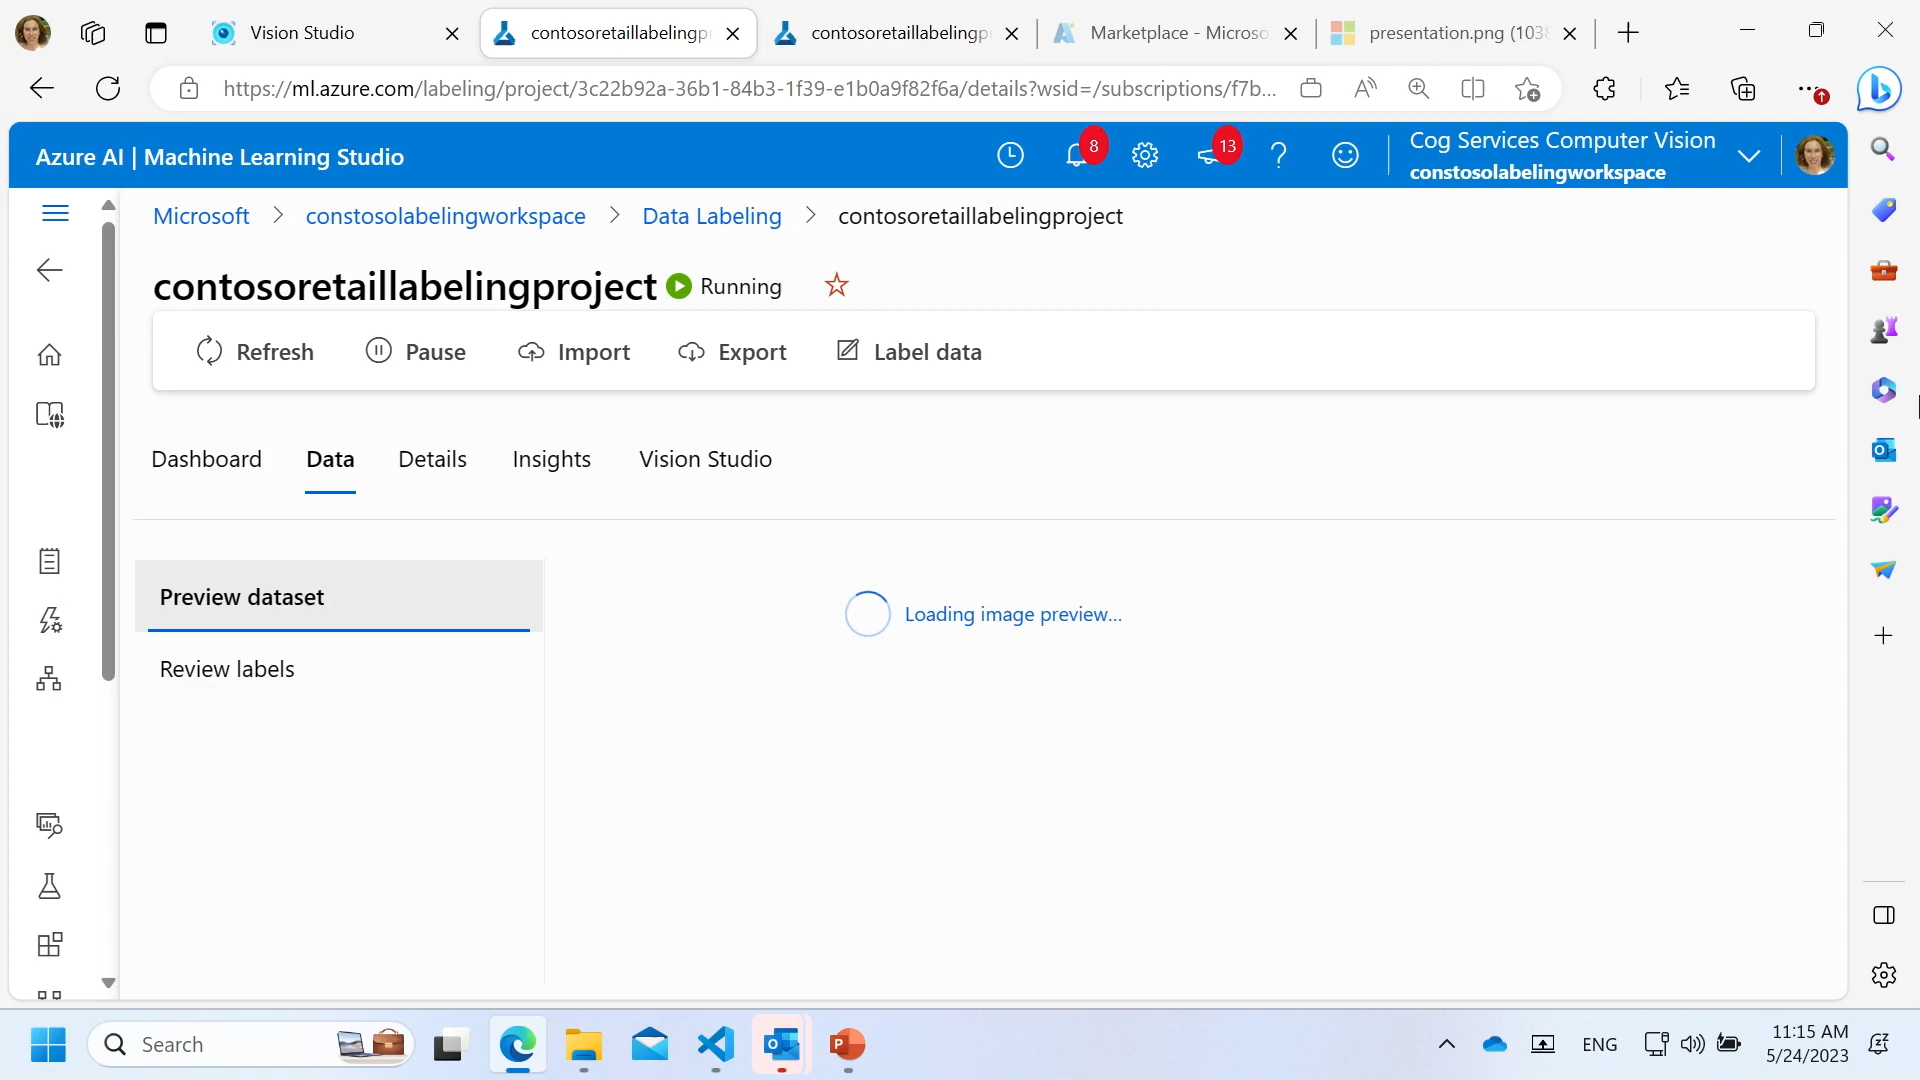 Vision Studio
contosoretaillabelingp
contosoretaillabelingp
Marketplace - Microso
presentation.png (1038
https://ml.azure.com/labeling/project/3c22b92a-36b1-84b3-1f39-e1b0a9f82f6a/details?wsid=/subscriptions/f7b...
Azure AI | Machine Learning Studio
8
13
Cog Services Computer Vision
constosolabelingworkspace
Microsoft > constosolabelingworkspace > Data Labeling > contosoretaillabelingproject
contosoretaillabelingproject Running
Refresh Pause Import Export Label data
Dashboard Data Details Insights Vision Studio
Preview dataset
Loading image preview...
Review labels
Search
ENG
11:15 AM
5/24/2023